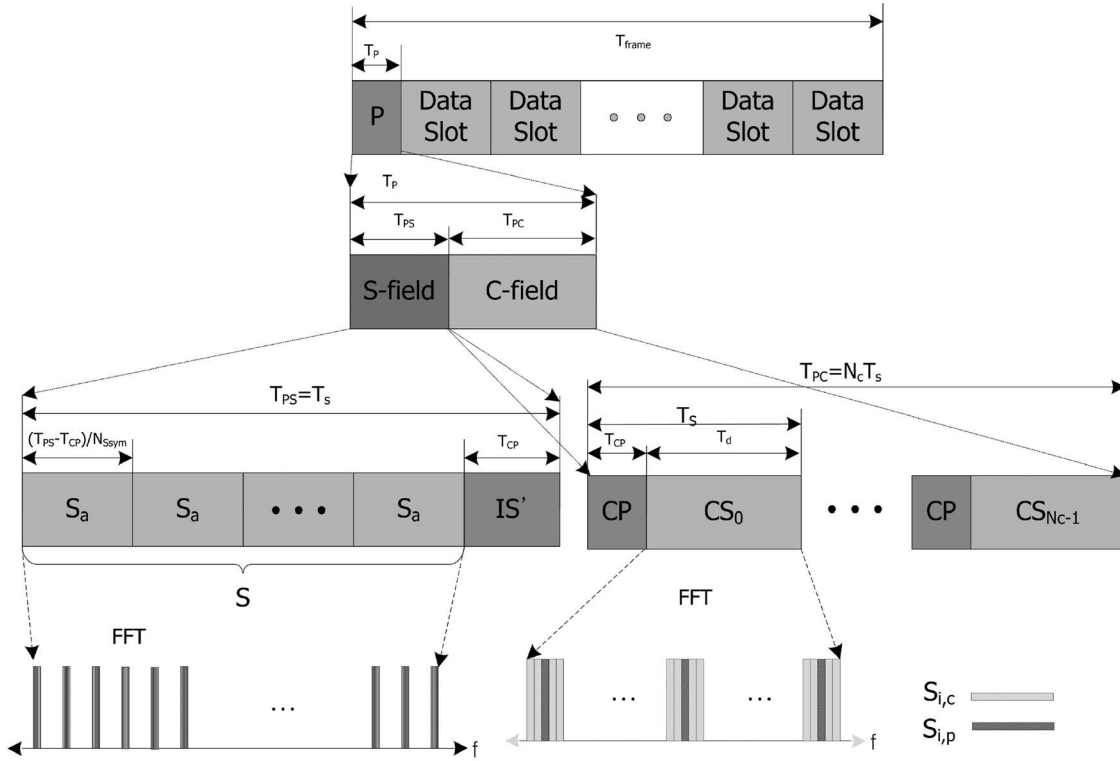 T_frame
T_P
P
Data Slot
Data Slot
• • •
Data Slot
Data Slot
T_P
T_PS
T_PC
S-field
C-field
T_PS=T_s
(T_PS-T_CP)/N_Ssym
T_CP
S_a
S_a
• • •
S_a
IS'
S
T_PC=N_cT_s
T_S
T_CP
T_d
CP
CS_0
• • •
CP
CS_Nc-1
FFT
...
f
FFT
...
...
f
S_i,c
S_i,p